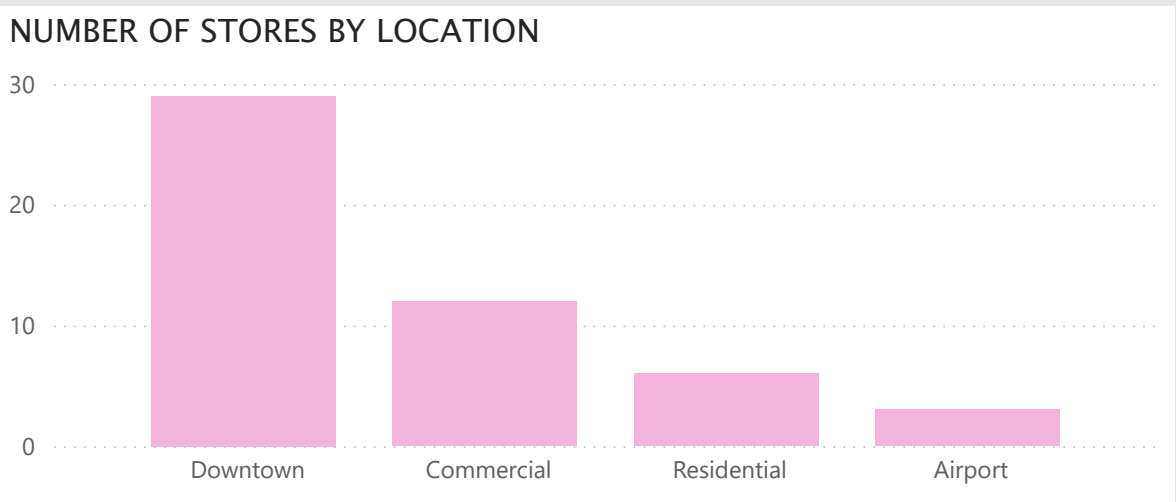 NUMBER OF STORES BY LOCATION
30
20
10
0
Downtown Commercial Residential Airport